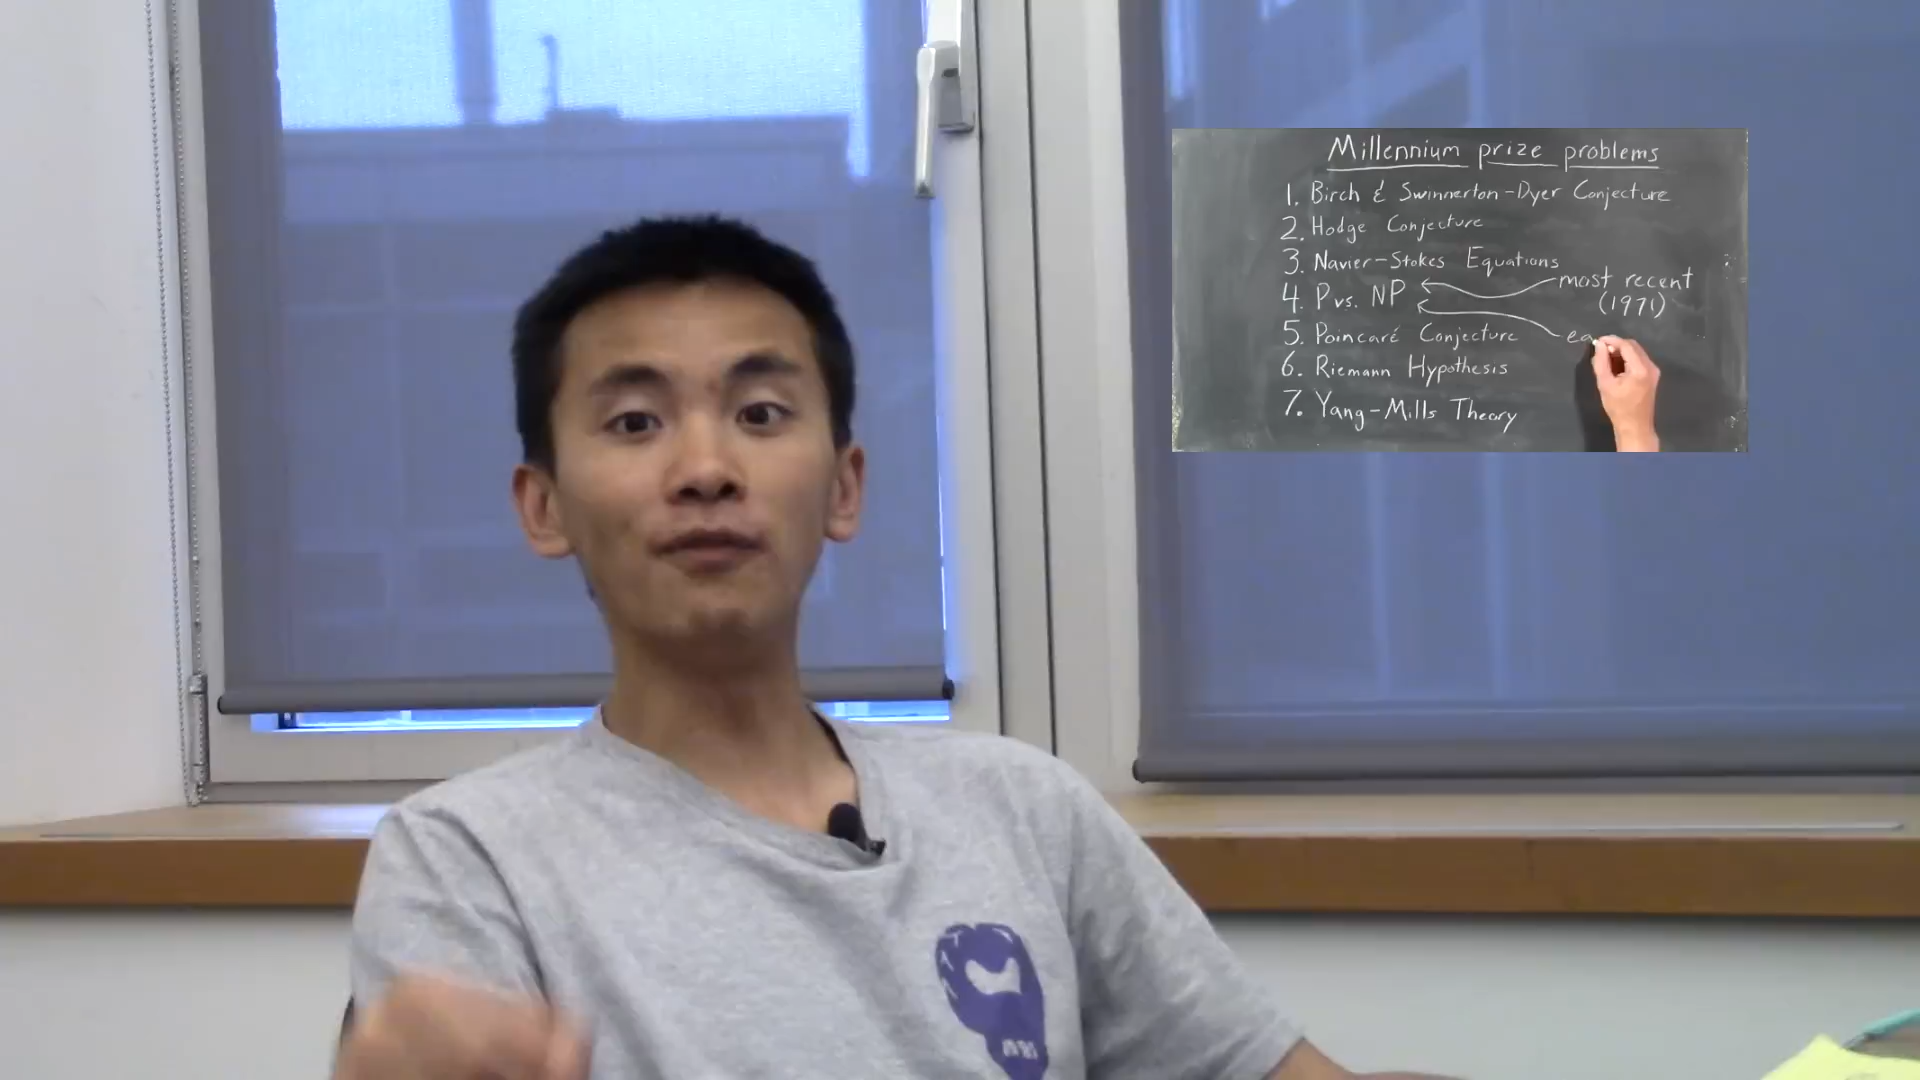 Millennium prize problems
1. Birch & Swinnerton-Dyer Conjecture
2. Hodge Conjecture
3. Navier-Stokes Equations
4. P vs. NP
most recent
(1971)
5. Poincaré Conjecture
ea
6. Riemann Hypothesis
7. Yang-Mills Theory